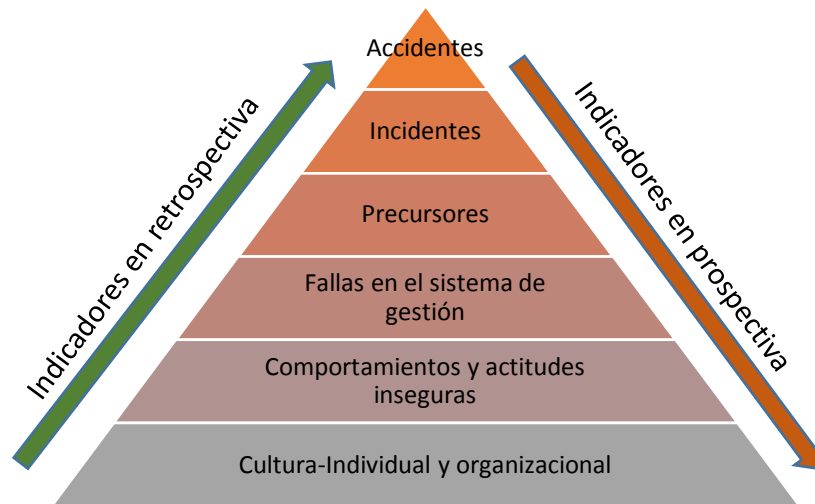 Accidentes
Incidentes
Precursores
Fallas en el sistema de
gestión
Comportamientos y actitudes
inseguras
Cultura-Individual y organizacional
Indicadores en retrospectiva
Indicadores en prospectiva